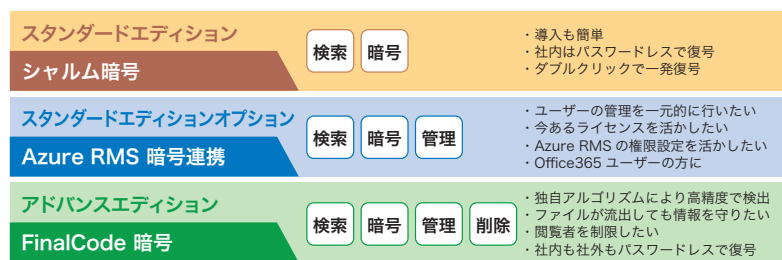 スタンダードエディション
シャルム暗号
検索 暗号
・導入も簡単
・社内はパスワードレスで復号
・ダブルクリックで一発復号
スタンダードエディションオプション
Azure RMS 暗号連携
検索 暗号 管理
・ユーザーの管理を一元的に行いたい
・今あるライセンスを活かしたい
・Azure RMS の権限設定を活かしたい
・Office365 ユーザーの方に
アドバンスエディション
FinalCode 暗号
検索 暗号 管理 削除
・独自アルゴリズムにより高精度で検出
・ファイルが流出しても情報を守りたい
・閲覧者を制限したい
・社内も社外もパスワードレスで復号